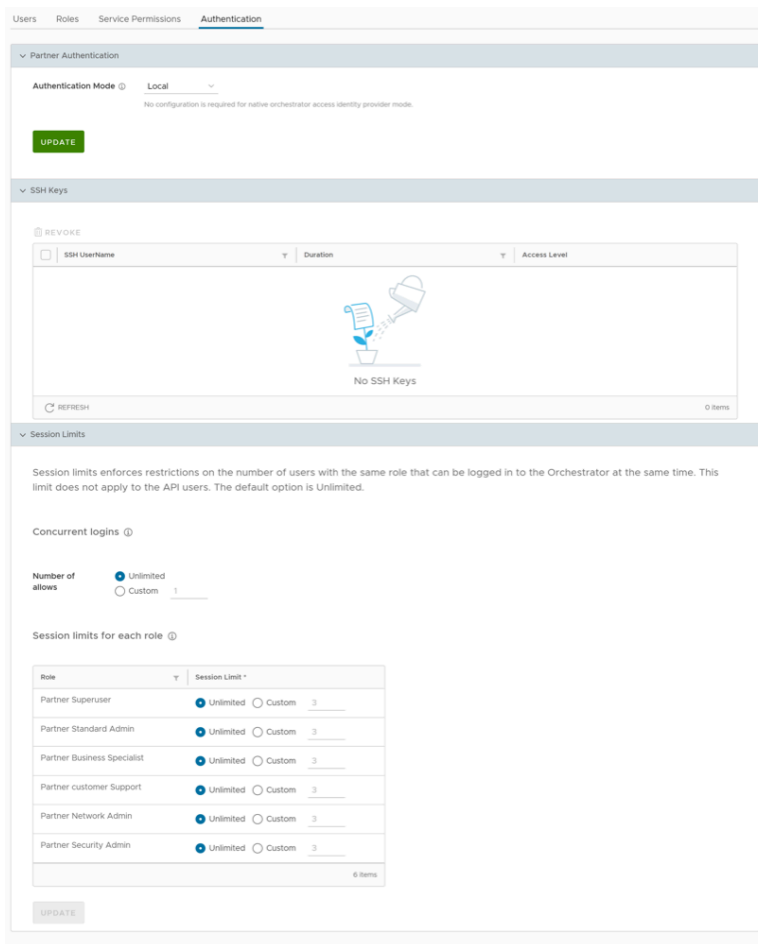 Users Roles Service Permissions Authentication
Partner Authentication
Authentication Mode Local
No configuration is required for native orchestrator access identity provider mode.
UPDATE
SSH Keys
REVOKE
SSH UserName Duration Access Level
No SSH Keys
REFRESH 0 items
Session Limits
Session limits enforces restrictions on the number of users with the same role that can be logged in to the Orchestrator at the same time. This
limit does not apply to the API users. The default option is Unlimited.
Concurrent logins
Number of
allows
Unlimited
Custom 1
Session limits for each role
Role Session Limit *
Partner Superuser Unlimited Custom 3
Partner Standard Admin Unlimited Custom 3
Partner Business Specialist Unlimited Custom 3
Partner customer Support Unlimited Custom 3
Partner Network Admin Unlimited Custom 3
Partner Security Admin Unlimited Custom 3
6 items
UPDATE